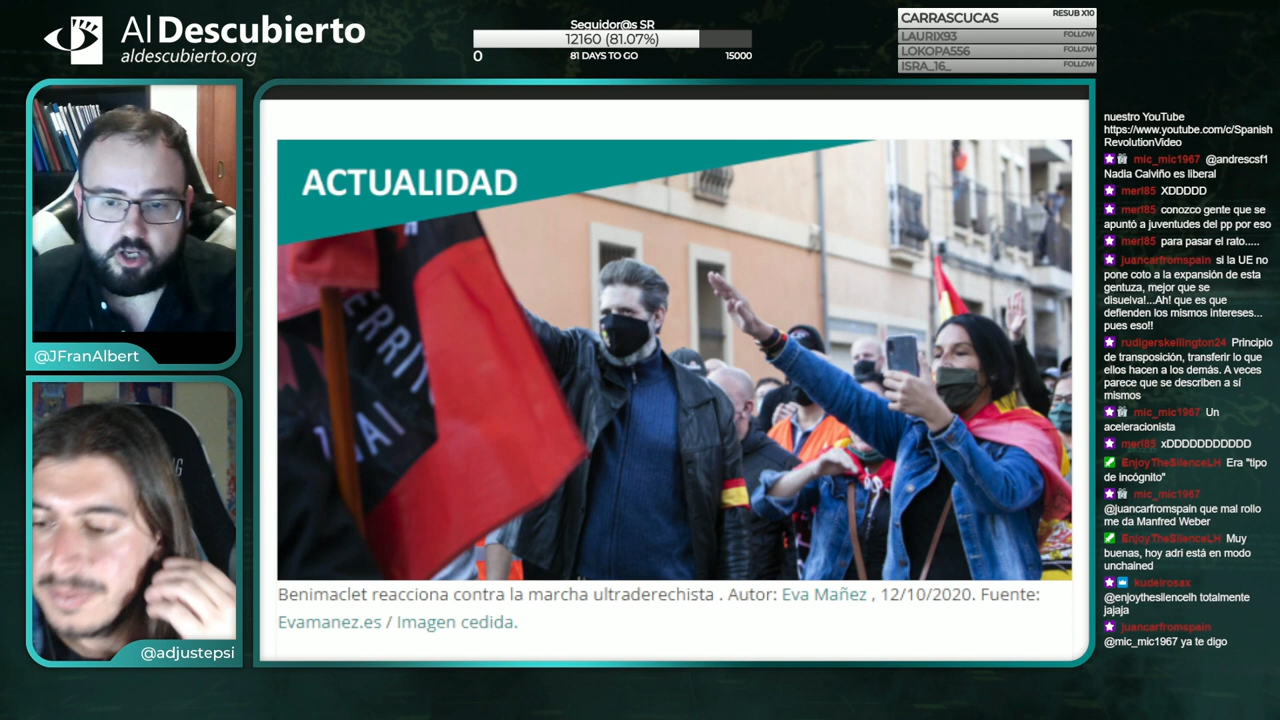 Al Descubierto
aldescubierto.org
Seguidor@s SR
12160 (81.07%)
0
81 DAYS TO GO
15000
CARRASCUCAS
RESUB X10
LAURIX93
FOLLOW
LOKOPA556
FOLLOW
ISRA_16_
FOLLOW
@JFranAlbert
@adjustepsi
ACTUALIDAD
Benimaclet reacciona contra la marcha ultraderechista . Autor: Eva Mañez , 12/10/2020. Fuente:
Evamanez.es / Imagen cedida.
nuestro YouTube
https://www.youtube.com/c/Spanish
RevolutionVideo
mic_mic1967 @andrescsf1
Nadia Calviño es liberal
merl85 XDDDDD
merl85 conozco gente que se
apuntó a juventudes del pp por eso
merl85 para pasar el rato.....
juancarfromspain si la UE no
pone coto a la expansión de esta
gentuza, mejor que se
disuelva!...Ah! que es que
defienden los mismos intereses...
pues eso!!
rudigerskellington24 Principio
de transposición, transferir lo que
ellos hacen a los demás. A veces
parece que se describen a sí
mismos
mic_mic1967 Un
aceleracionista
merl85 xDDDDDDDDDDD
EnjoyTheSilenceLH Era "tipo
de Incógnito"
mic_mic1967
@juancarfromspain que mal rollo
me da Manfred Weber
EnjoyTheSilenceLH Muy
buenas, hoy adri está en modo
unchained
kudeirosax
@enjoythesilencelh totalmente
jajaja
juancarfromspain
@mic_mic1967 ya te digo